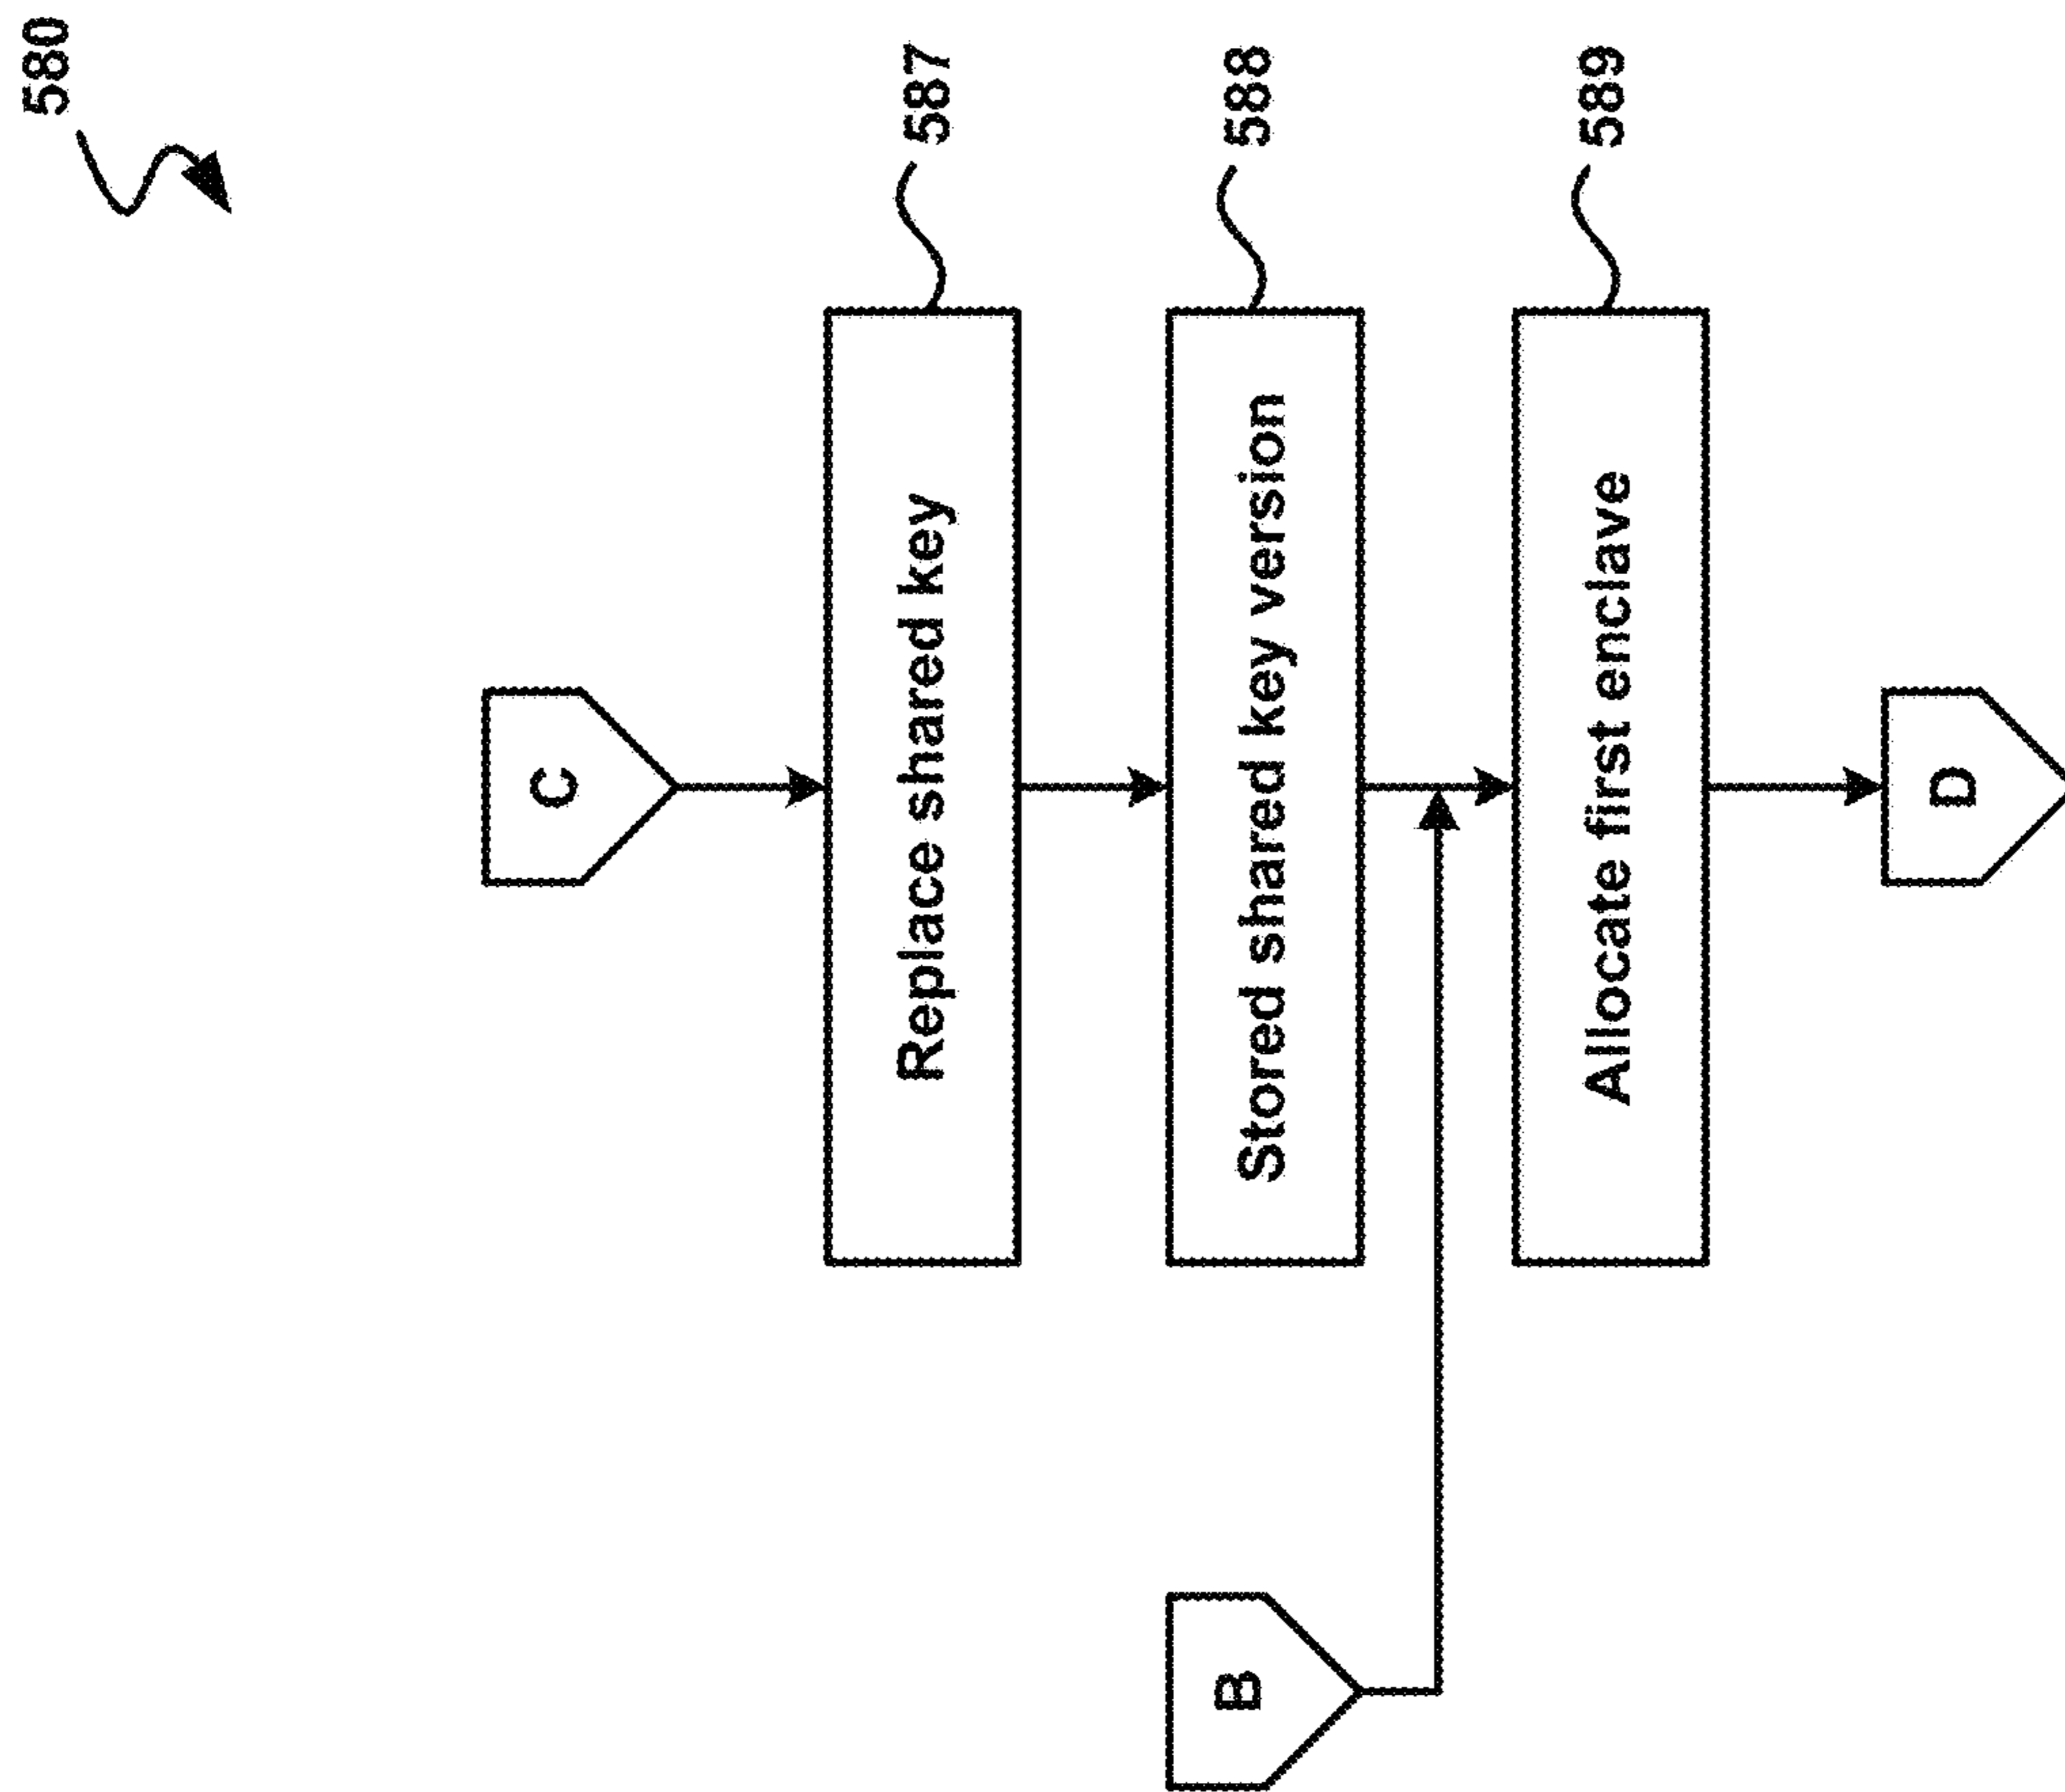 580
C
Replace shared key
587
Stored shared key version
588
B
Allocate first enclave
589
D